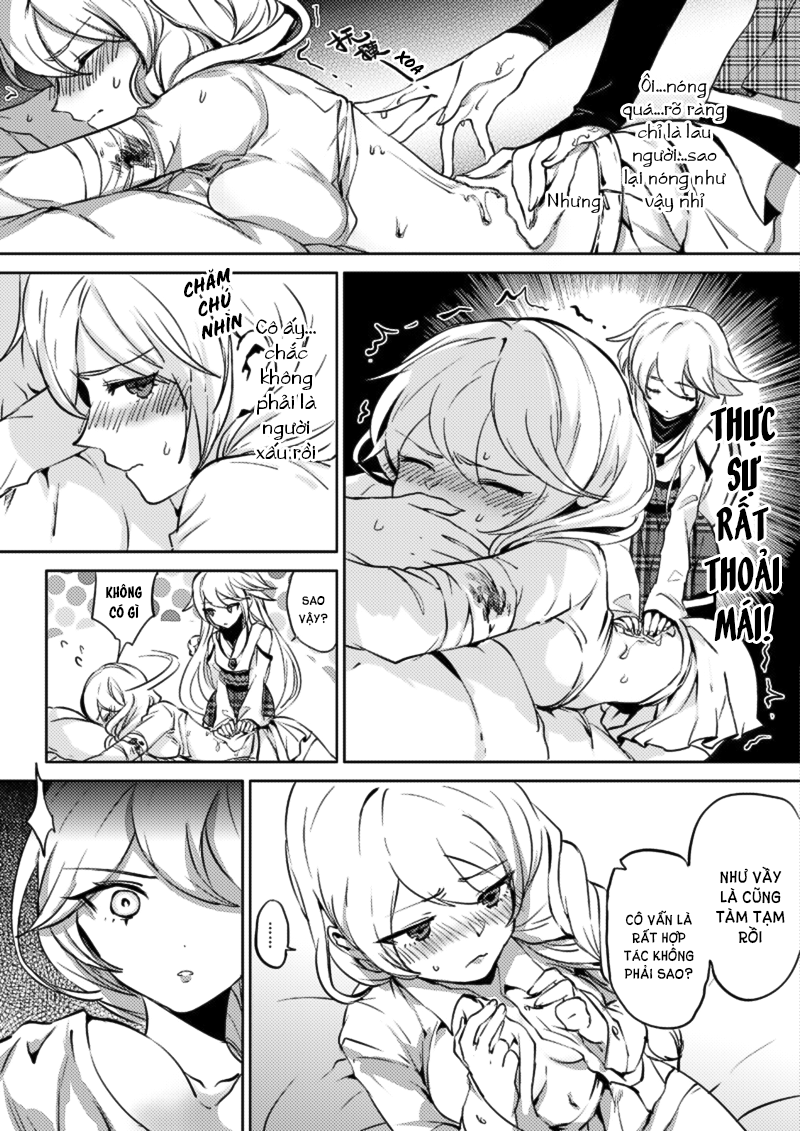 XOA
Ôi...nóng
quá...rõ ràng
chỉ là lau
người...sao
lại nóng như
vậy nhỉ
Nhưng
THỰC
SỰ
RẤT
THOẢI
MÁI!
CHĂM
CHÚ
NHÌN
Cô ấy...
chắc
không
phải là
người
xấu rồi
SAO
VẬY?
KHÔNG
CÓ GÌ
NHƯ VẦY
LÀ CŨNG
TÀM TẠM
RỒI
CÔ VẪN LÀ
RẤT HỢP
TÁC KHÔNG
PHẢI SAO?
......